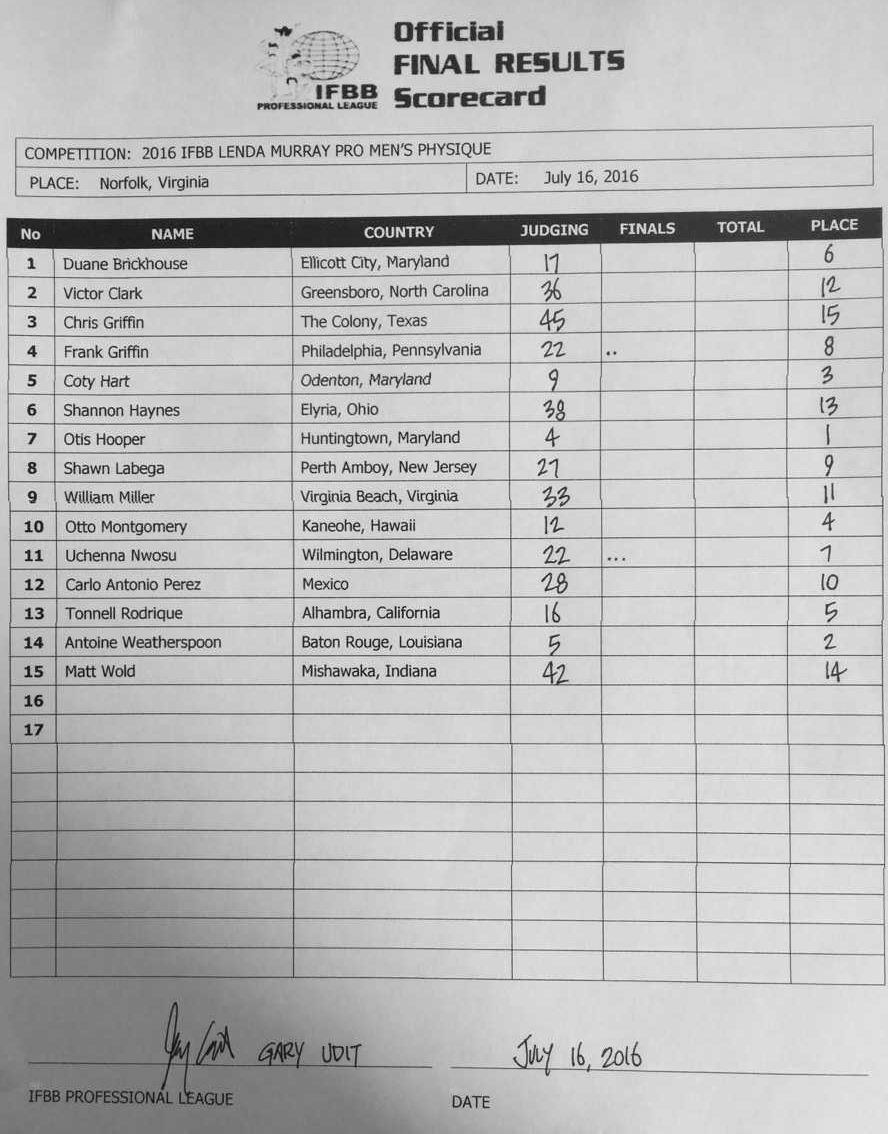 Official
FINAL RESULTS
Scorecard
IFBB
PROFESSIONAL LEAGUE
COMPETITION: 2016 IFBB LENDA MURRAY PRO MEN'S PHYSIQUE
PLACE: Norfolk, Virginia DATE: July 16, 2016
No NAME COUNTRY JUDGING FINALS TOTAL PLACE
1 Duane Brickhouse Ellicott City, Maryland 17 6
2 Victor Clark Greensboro, North Carolina 36 12
3 Chris Griffin The Colony, Texas 45 15
4 Frank Griffin Philadelphia, Pennsylvania 22 .. 8
5 Coty Hart Odenton, Maryland 9 3
6 Shannon Haynes Elyria, Ohio 38 13
7 Otis Hooper Huntingtown, Maryland 4 1
8 Shawn Labega Perth Amboy, New Jersey 27 9
9 William Miller Virginia Beach, Virginia 33 11
10 Otto Montgomery Kaneohe, Hawaii 12 4
11 Uchenna Nwosu Wilmington, Delaware 22 ... 7
12 Carlo Antonio Perez Mexico 28 10
13 Tonnell Rodrique Alhambra, California 16 5
14 Antoine Weatherspoon Baton Rouge, Louisiana 5 2
15 Matt Wold Mishawaka, Indiana 42 14
16
17
GARY UDIT JULY 16, 2016
IFBB PROFESSIONAL LEAGUE DATE